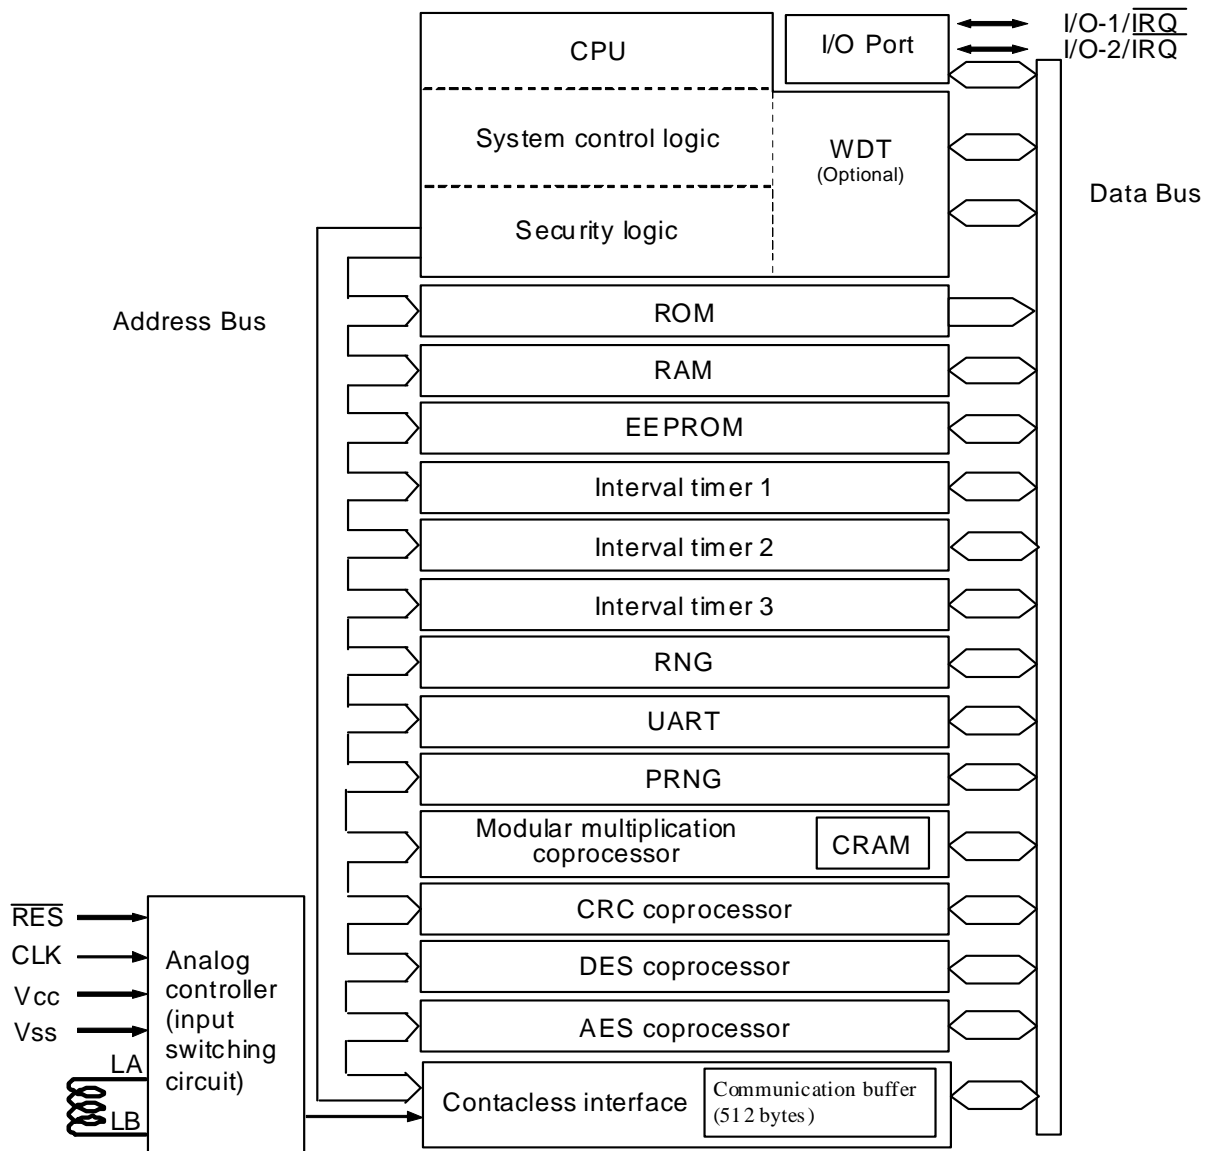 I/O-1/IRQ
I/O-2/IRQ
CPU
I/O Port
System control logic
WDT
(Optional)
Security logic
Data Bus
Address Bus
ROM
RAM
EEPROM
Interval timer 1
Interval timer 2
Interval timer 3
RNG
UART
PRNG
Modular multiplication
coprocessor
CRAM
CRC coprocessor
DES coprocessor
AES coprocessor
Contacless interface
Communication buffer
(512 bytes)
RES
CLK
Vcc
Vss
LA
LB
Analog
controller
(input
switching
circuit)